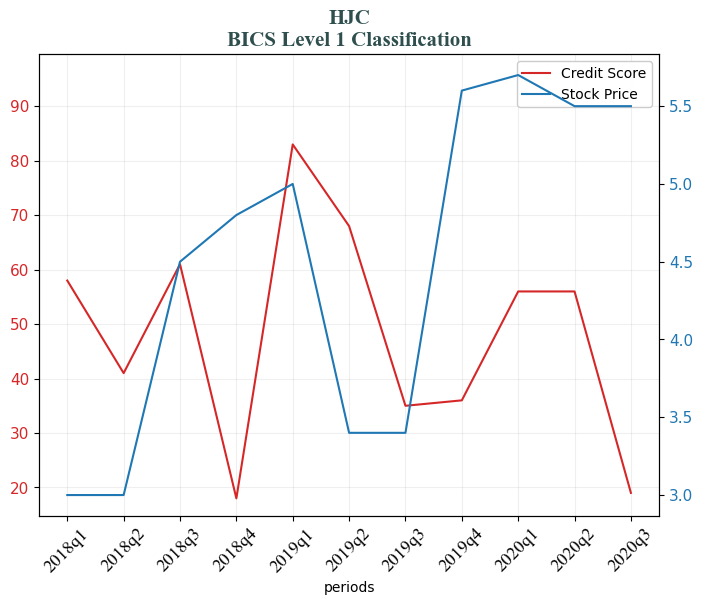 HJC
BICS Level 1 Classification
Credit Score
Stock Price
90
80
70
60
50
40
30
20
5.5
5.0
4.5
4.0
3.5
3.0
2018q1
2018q2
2018q3
2018q4
2019q1
2019q2
2019q3
2019q4
2020q1
2020q2
2020q3
periods